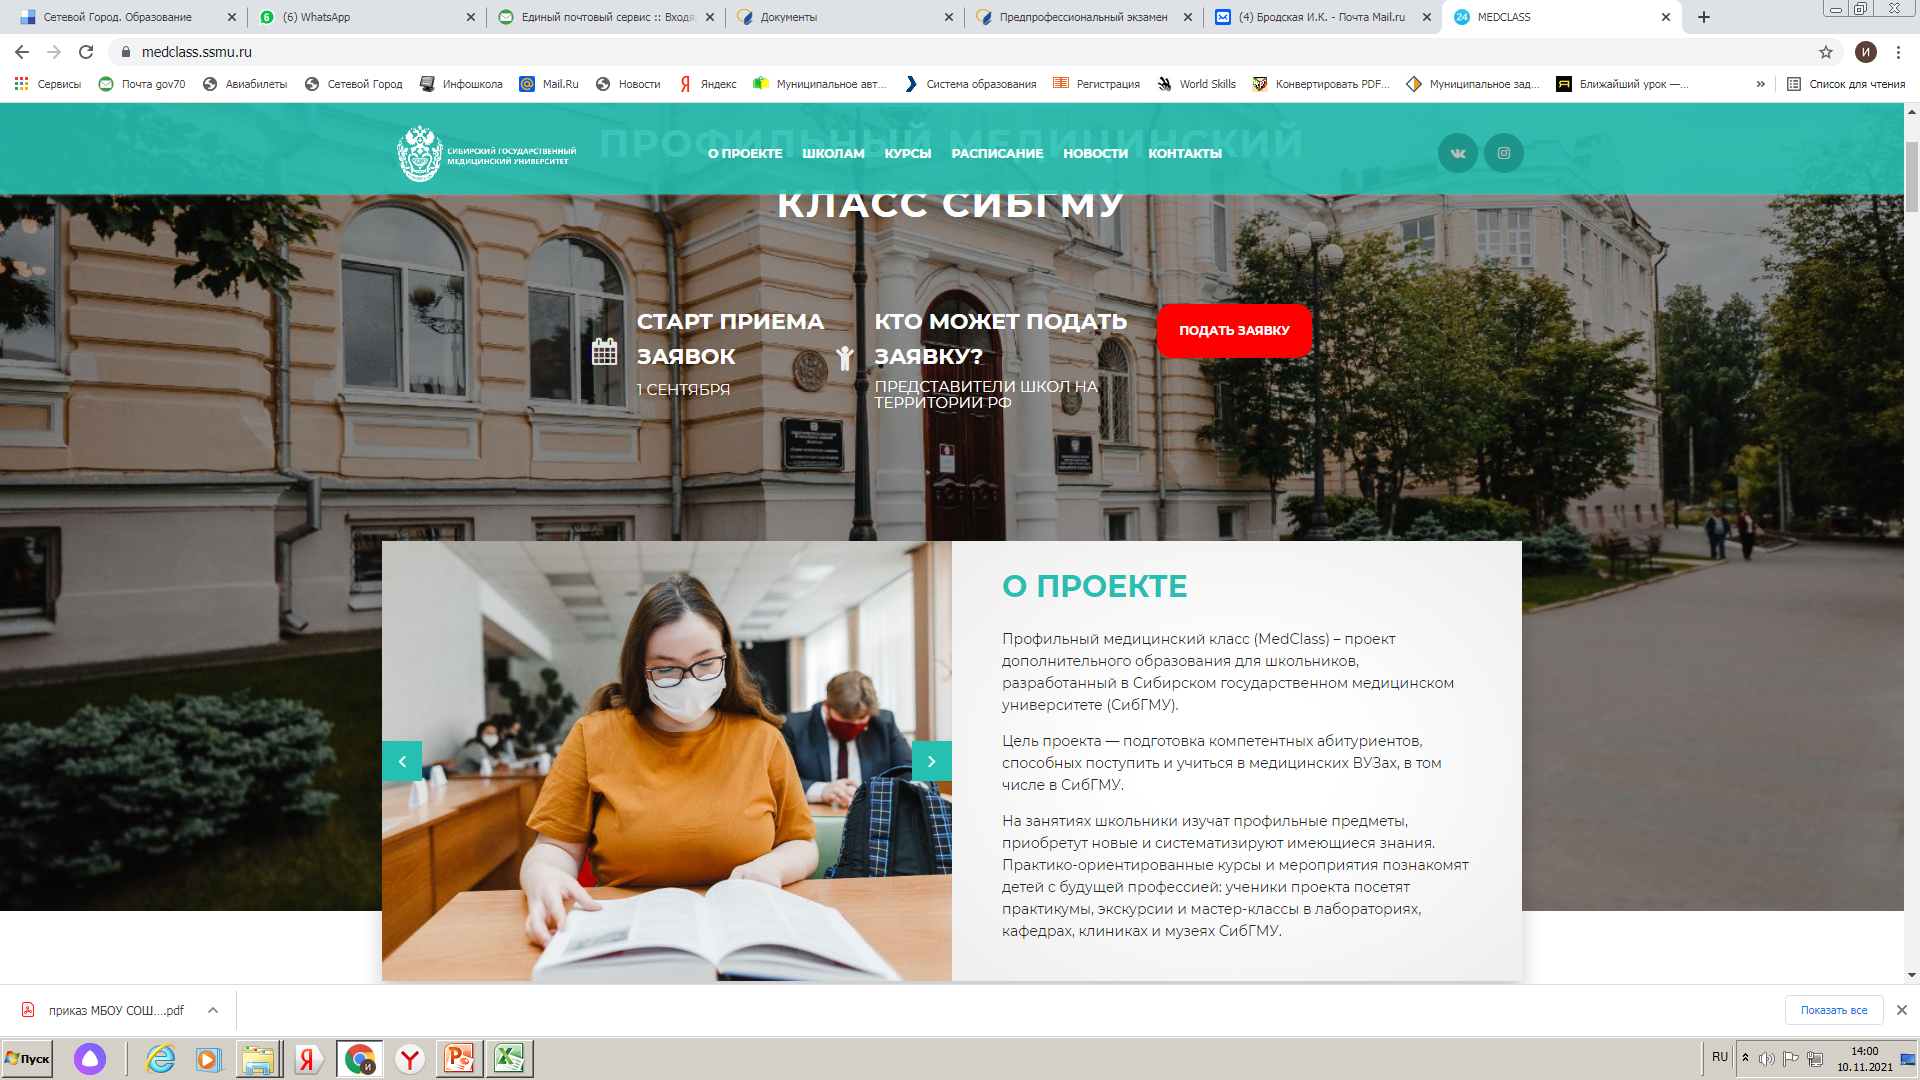 Сетевой Город. Образование
(6) WhatsApp
Единый почтовый сервис :: Входя
Документы
Предпрофессиональный экзамен
(4) Бродская И.К. - Почта Mail.ru
24 MEDCLASS
medclass.ssmu.ru
И
Сервисы
Почта gov70
Авиабилеты
Сетевой Город
Инфошкола
Mail.Ru
Новости
Яндекс
Муниципальное авт...
Система образования
Регистрация
World Skills
Конвертировать PDF...
Муниципальное зад...
Ближайший урок —...
»
Список для чтения
ПРОФИЛЬНЫЙ МЕДИЦИНСКИЙ
СИБИРСКИЙ ГОСУДАРСТВЕННЫЙ
МЕДИЦИНСКИЙ УНИВЕРСИТЕТ
О ПРОЕКТЕ ШКОЛАМ КУРСЫ РАСПИСАНИЕ НОВОСТИ КОНТАКТЫ
КЛАСС СИБГМУ
СТАРТ ПРИЕМА
ЗАЯВОК
1 СЕНТЯБРЯ
КТО МОЖЕТ ПОДАТЬ
ЗАЯВКУ?
ПРЕДСТАВИТЕЛИ ШКОЛ НА
ТЕРРИТОРИИ РФ
ПОДАТЬ ЗАЯВКУ
О ПРОЕКТЕ
Профильный медицинский класс (MedClass) – проект
дополнительного образования для школьников,
разработанный в Сибирском государственном медицинском
университете (СибГМУ).
Цель проекта — подготовка компетентных абитуриентов,
способных поступить и учиться в медицинских ВУЗах, в том
числе в СибГМУ.
На занятиях школьники изучат профильные предметы,
приобретут новые и систематизируют имеющиеся знания.
Практико-ориентированные курсы и мероприятия познакомят
детей с будущей профессией: ученики проекта посетят
практикумы, экскурсии и мастер-классы в лабораториях,
кафедрах, клиниках и музеях СибГМУ.
приказ МБОУ СОШ....pdf
Показать все
Пуск
RU
14:00
10.11.2021